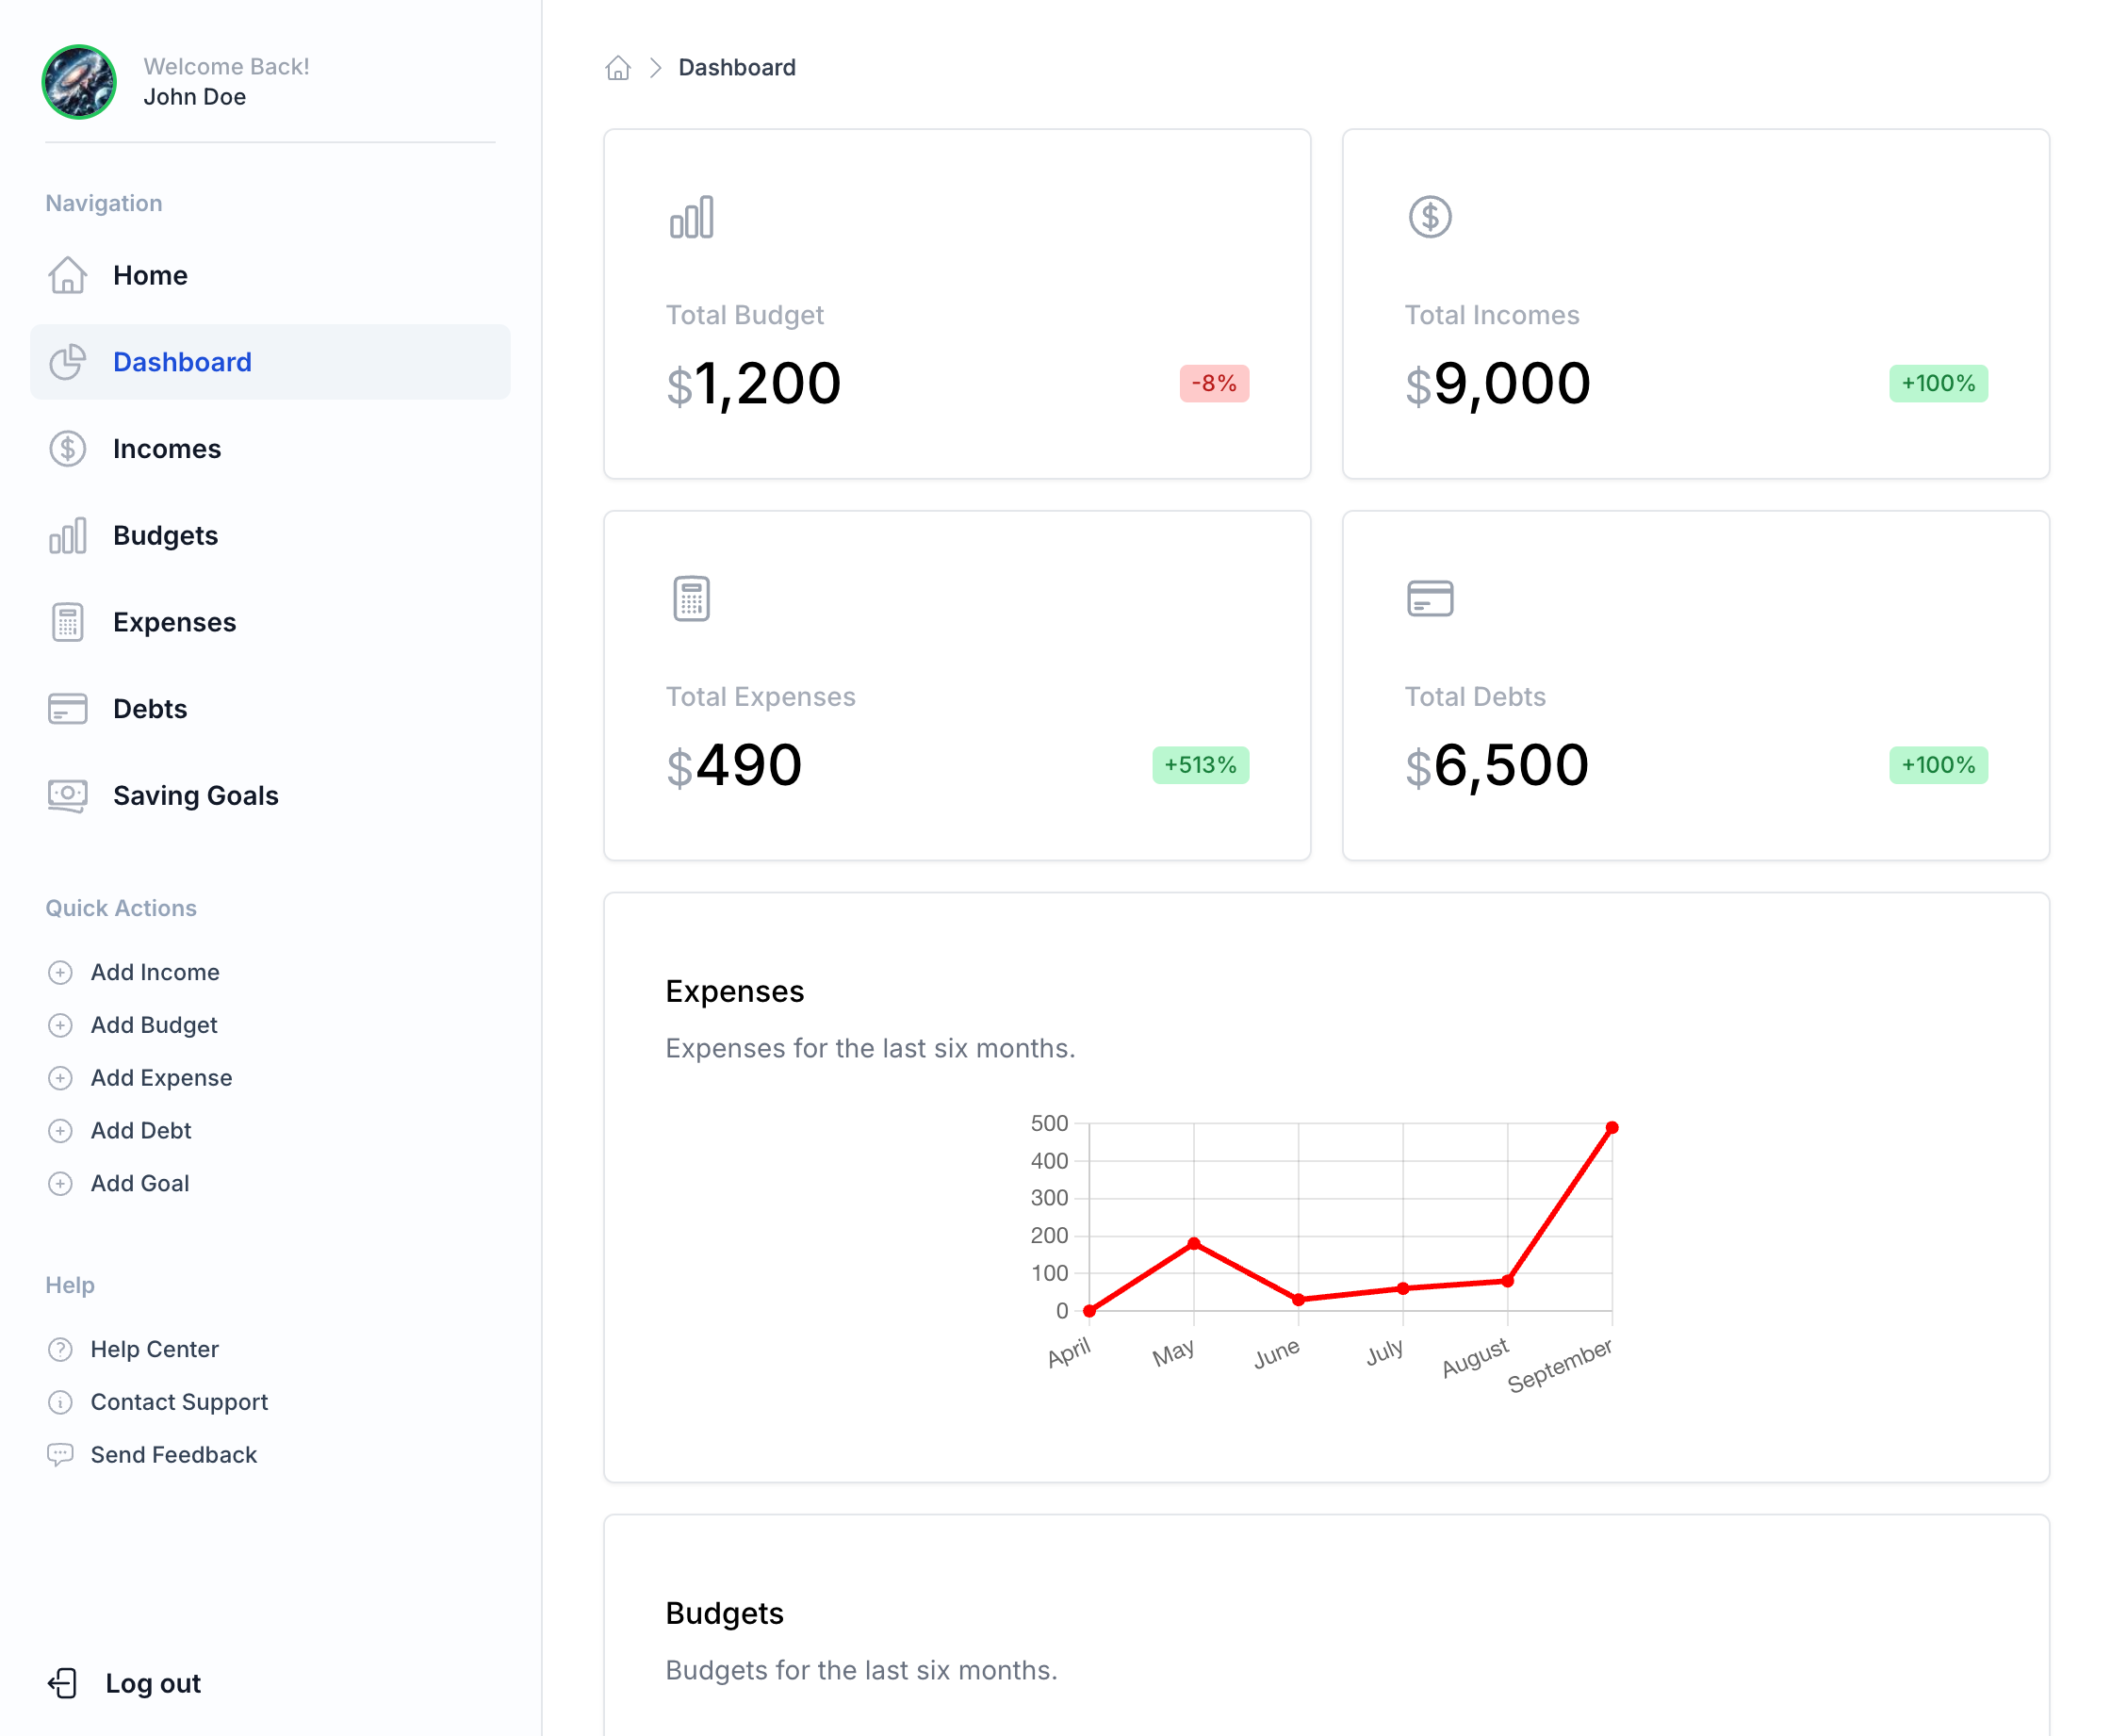 Welcome Back!
John Doe
Navigation
Home
Dashboard
Incomes
Budgets
Expenses
Debts
Saving Goals
Quick Actions
Add Income
Add Budget
Add Expense
Add Debt
Add Goal
Help
Help Center
Contact Support
Send Feedback
Log out
Dashboard
Total Budget
$1,200
-8%
Total Incomes
$9,000
+100%
Total Expenses
$490
+513%
Total Debts
$6,500
+100%
Expenses
Expenses for the last six months.
500
400
300
200
100
0
April
May
June
July
August
September
Budgets
Budgets for the last six months.